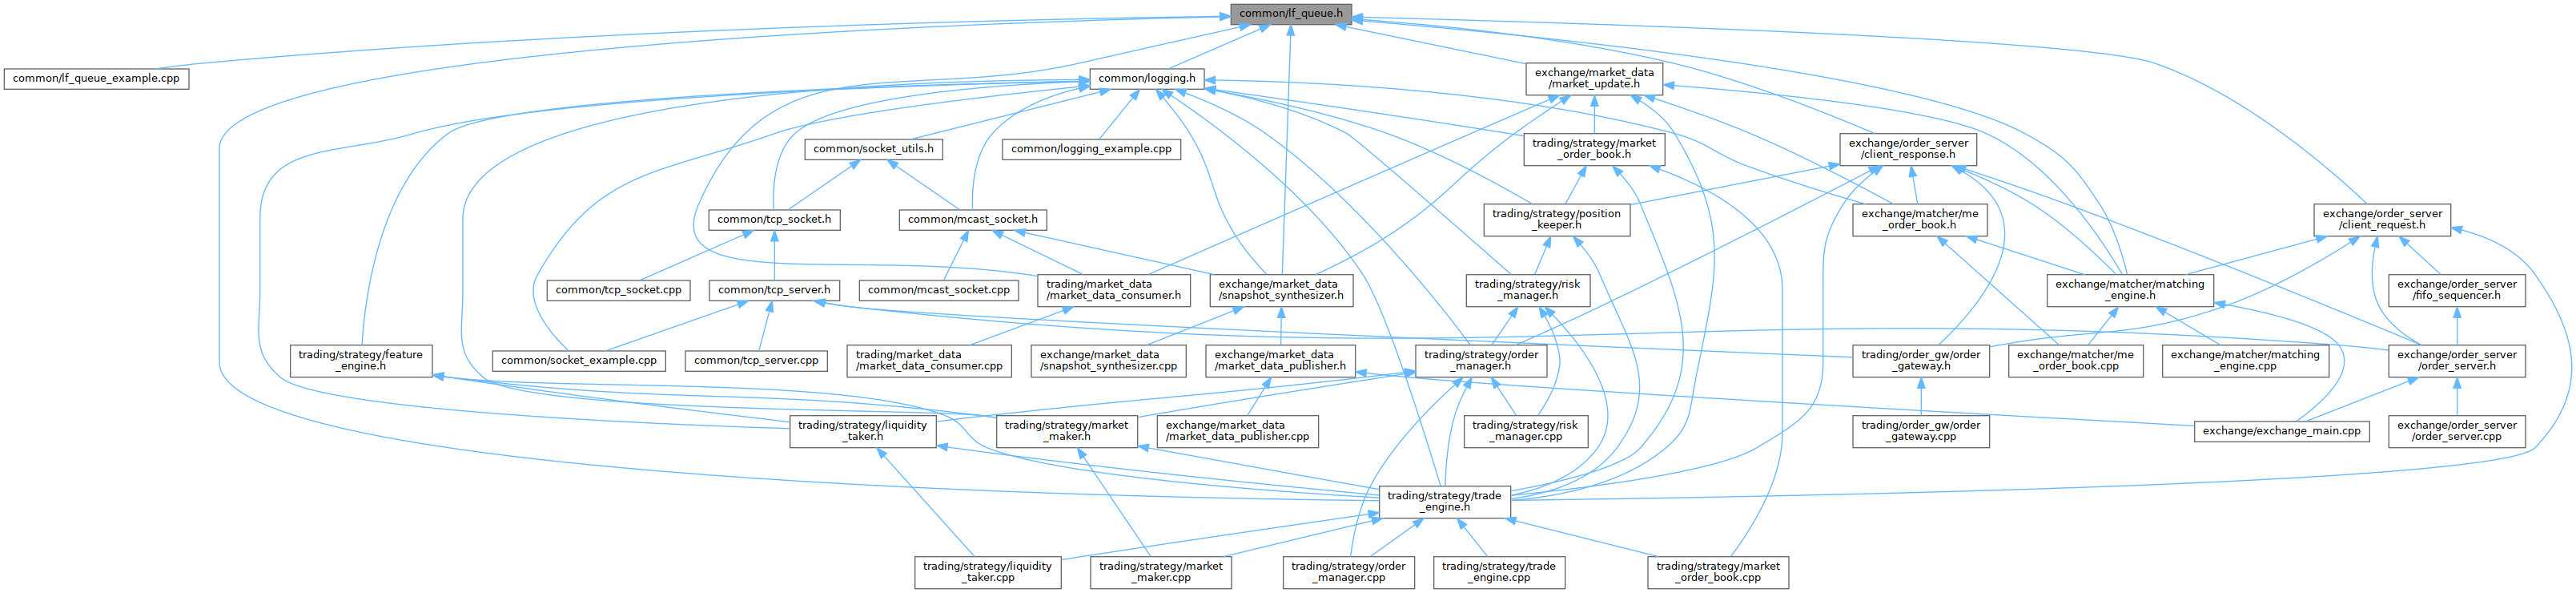 common/lf_queue.h
common/lf_queue_example.cpp
common/logging.h
exchange/market_data
/market_update.h
common/socket_utils.h
common/logging_example.cpp
trading/strategy/market
_order_book.h
exchange/order_server
/client_response.h
common/tcp_socket.h
common/mcast_socket.h
trading/strategy/position
_keeper.h
exchange/matcher/me
_order_book.h
exchange/order_server
/client_request.h
common/tcp_socket.cpp
common/tcp_server.h
common/mcast_socket.cpp
trading/market_data
/market_data_consumer.h
exchange/market_data
/snapshot_synthesizer.h
trading/strategy/risk
_manager.h
exchange/matcher/matching
_engine.h
exchange/order_server
/fifo_sequencer.h
trading/strategy/feature
_engine.h
common/socket_example.cpp
common/tcp_server.cpp
trading/market_data
/market_data_consumer.cpp
exchange/market_data
/snapshot_synthesizer.cpp
exchange/market_data
/market_data_publisher.h
trading/strategy/order
_manager.h
trading/order_gw/order
_gateway.h
exchange/matcher/me
_order_book.cpp
exchange/matcher/matching
_engine.cpp
exchange/order_server
/order_server.h
trading/strategy/liquidity
_taker.h
trading/strategy/market
_maker.h
exchange/market_data
/market_data_publisher.cpp
trading/strategy/risk
_manager.cpp
trading/order_gw/order
_gateway.cpp
exchange/exchange_main.cpp
exchange/order_server
/order_server.cpp
trading/strategy/trade
_engine.h
trading/strategy/liquidity
_taker.cpp
trading/strategy/market
_maker.cpp
trading/strategy/order
_manager.cpp
trading/strategy/trade
_engine.cpp
trading/strategy/market
_order_book.cpp